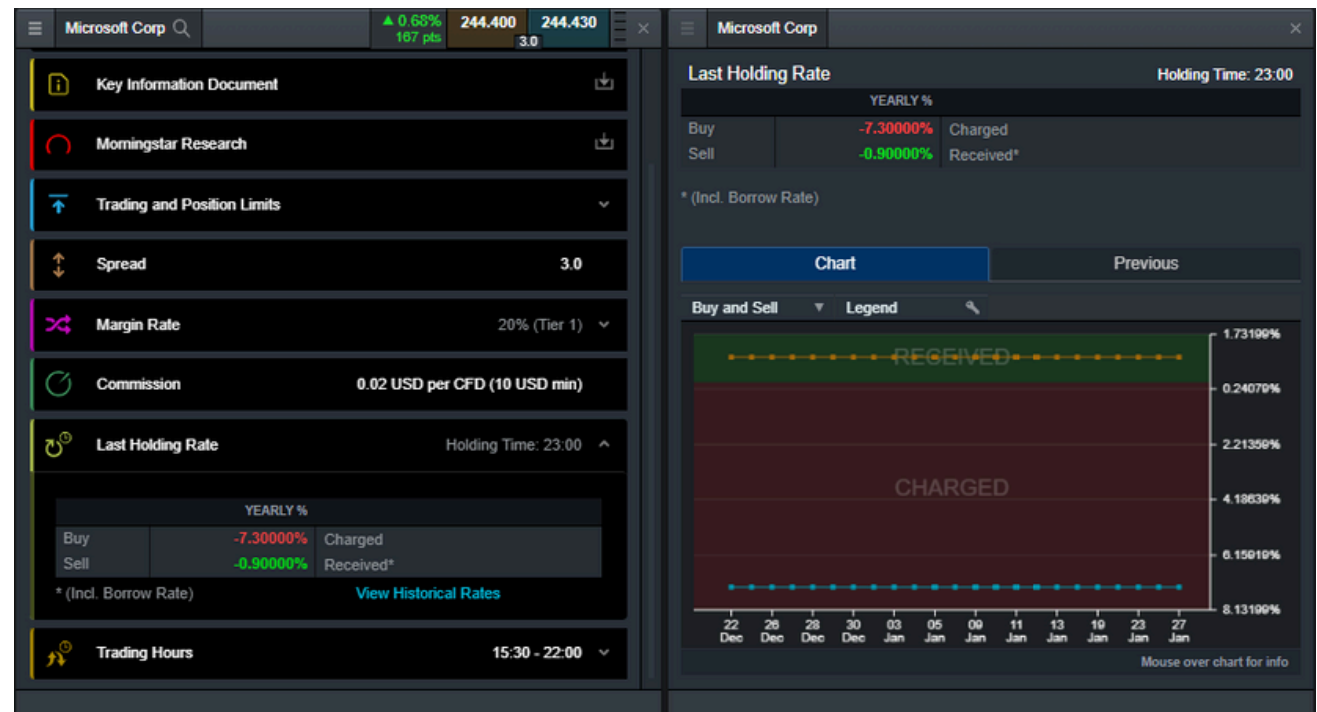 Microsoft Corp
▲ 0.68%
167 pts
244.400 244.430
3.0
Key Information Document
Morningstar Research
Trading and Position Limits
Spread 3.0
Margin Rate 20% (Tier 1)
Commission 0.02 USD per CFD (10 USD min)
Last Holding Rate Holding Time: 23:00
YEARLY %
Buy -7.30000% Charged
Sell -0.90000% Received*
* (Incl. Borrow Rate) View Historical Rates
Trading Hours 15:30 - 22:00
Microsoft Corp
Last Holding Rate Holding Time: 23:00
YEARLY %
Buy -7.30000% Charged
Sell -0.90000% Received*
* (Incl. Borrow Rate)
Chart Previous
Buy and Sell Legend
1.73199%
RECEIVED
0.24079%
2.21359%
CHARGED
4.18639%
6.15919%
8.13199%
22 26 28 30 03 05 09 11 13 19 23 27
Dec Dec Dec Dec Jan Jan Jan Jan Jan Jan Jan Jan
Mouse over chart for info